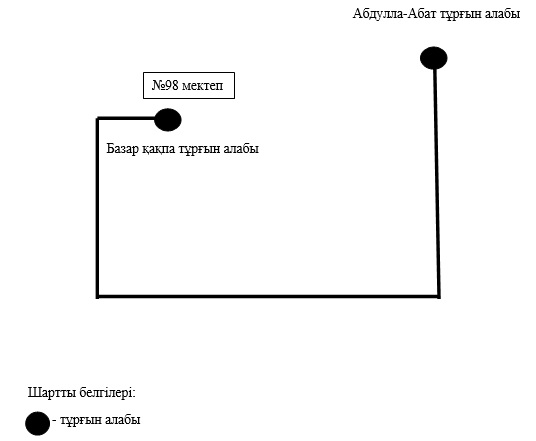 Абдулла-Абат тұрғын алабы
№98 мектеп
Базар қақпа тұрғын алабы
Шартты белгілері:
- тұрғын алабы